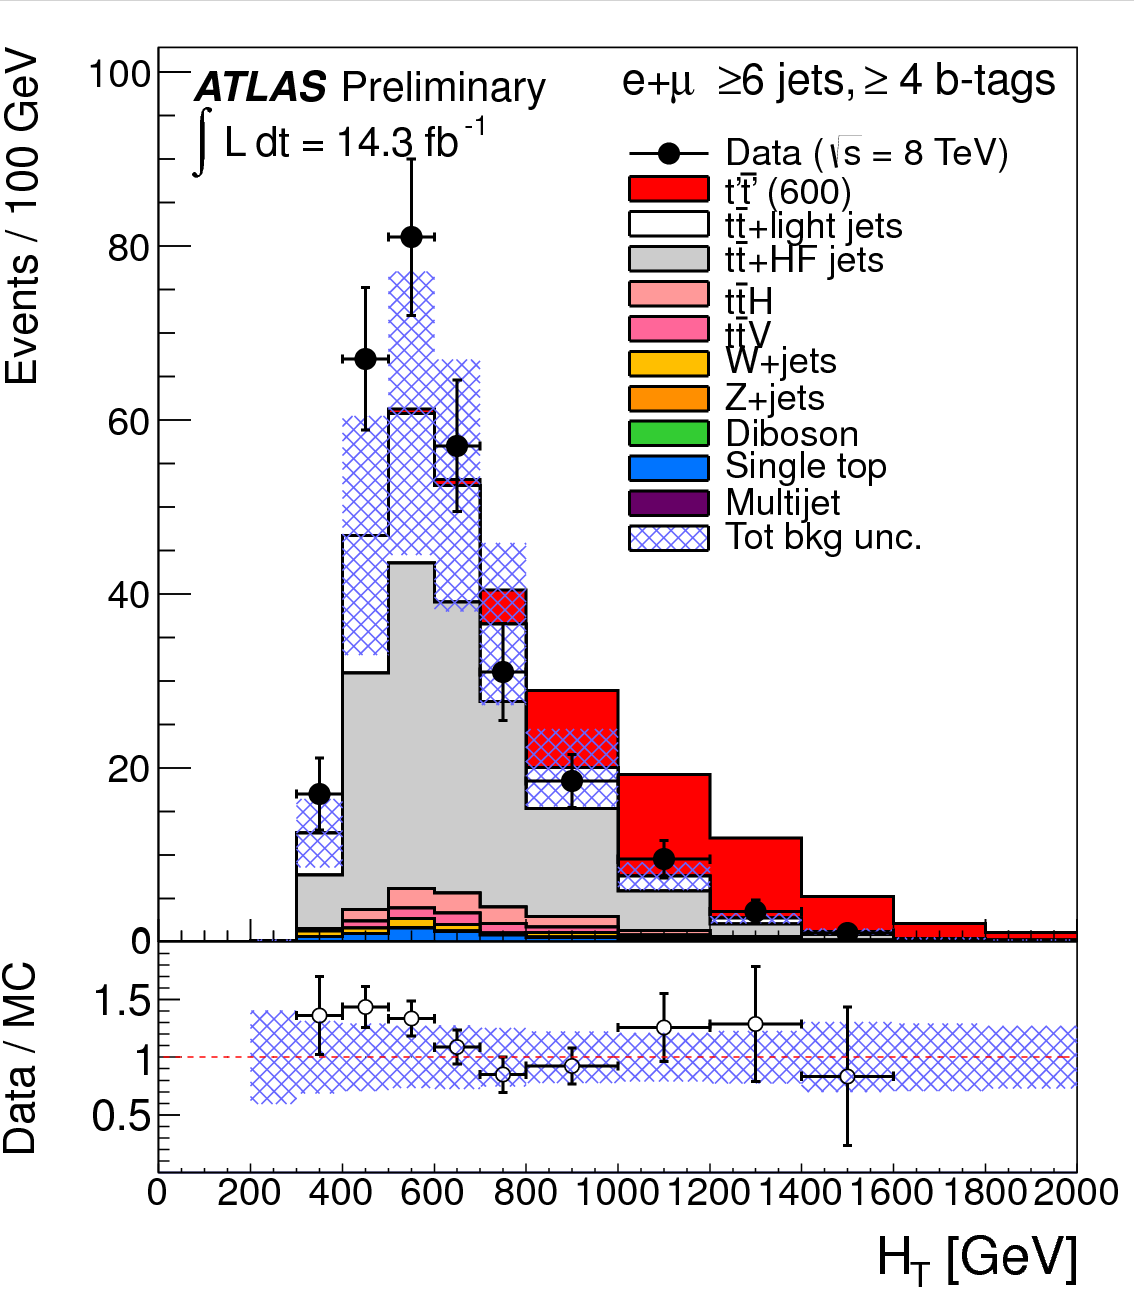 ATLAS Preliminary
e+μ ≥6 jets, ≥ 4 b-tags
∫ L dt = 14.3 fb⁻¹
Data (√s = 8 TeV)
t't̄' (600)
tt̄+light jets
tt̄+HF jets
tt̄H
tt̄V
W+jets
Z+jets
Diboson
Single top
Multijet
Tot bkg unc.
Events / 100 GeV
100
80
60
40
20
0
Data / MC
1.5
1
0.5
0 200 400 600 800 1000 1200 1400 1600 1800 2000
H_T [GeV]